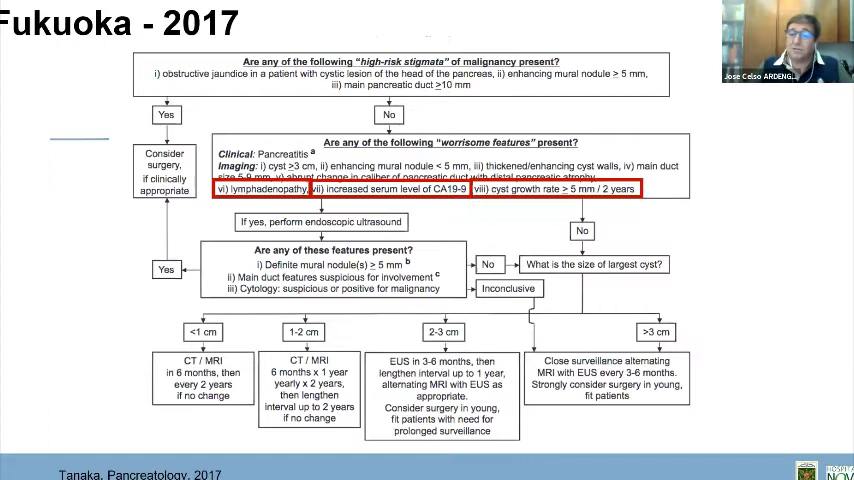 Fukuoka - 2017
Jose Celso ARDENG...
Are any of the following "high-risk stigmata" of malignancy present?
i) obstructive jaundice in a patient with cystic lesion of the head of the pancreas, ii) enhancing mural nodule ≥ 5 mm,
iii) main pancreatic duct ≥10 mm
Yes
No
Consider
surgery,
if clinically
appropriate
Are any of the following "worrisome features" present?
Clinical: Pancreatitis a
Imaging: i) cyst ≥3 cm, ii) enhancing mural nodule < 5 mm, iii) thickened/enhancing cyst walls, iv) main duct
size 5-9 mm, v) abrupt change in caliber of pancreatic duct with distal pancreatic atrophy,
vi) lymphadenopathy, vii) increased serum level of CA19-9 viii) cyst growth rate ≥ 5 mm / 2 years
If yes, perform endoscopic ultrasound
No
Are any of these features present?
i) Definite mural nodule(s) ≥ 5 mm b
ii) Main duct features suspicious for involvement c
iii) Cytology: suspicious or positive for malignancy
Yes
No
What is the size of largest cyst?
Inconclusive
<1 cm
1-2 cm
2-3 cm
>3 cm
CT / MRI
in 6 months, then
every 2 years
if no change
CT / MRI
6 months x 1 year
yearly x 2 years,
then lengthen
interval up to 2 years
if no change
EUS in 3-6 months, then
lengthen interval up to 1 year,
alternating MRI with EUS as
appropriate.
Consider surgery in young,
fit patients with need for
prolonged surveillance
Close surveillance alternating
MRI with EUS every 3-6 months.
Strongly consider surgery in young,
fit patients
Tanaka, Pancreatology, 2017
HOSPITA
NOV